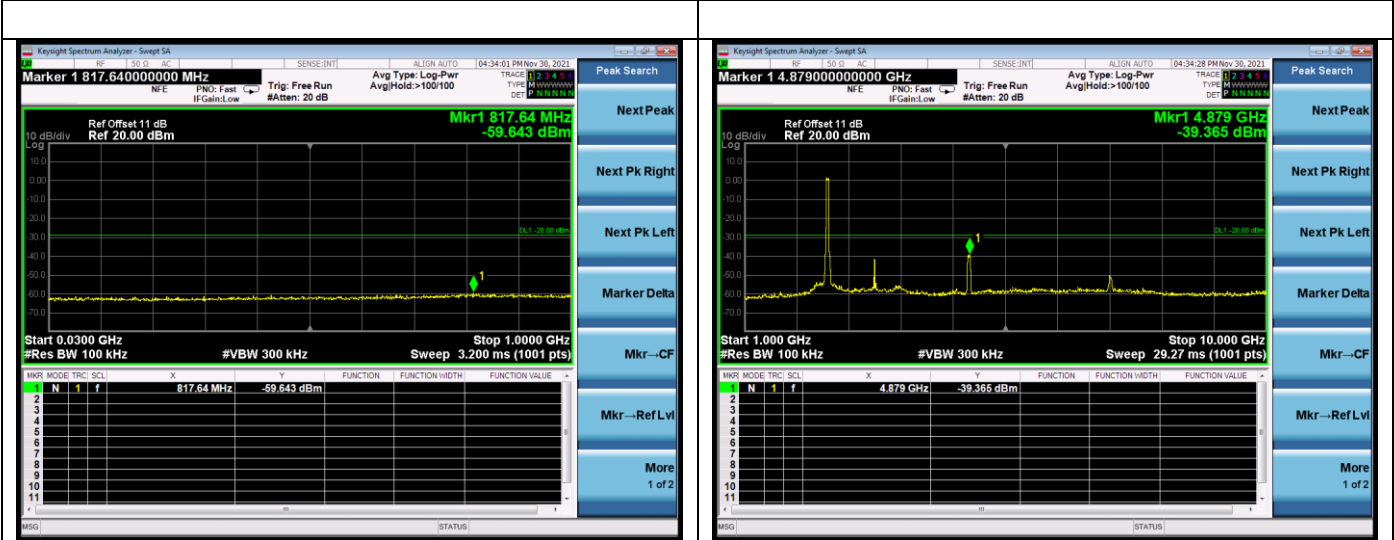 Keysight Spectrum Analyzer - Swept SA
LXI RF 50 Ω AC SENSE:INT ALIGN AUTO 04:34:01 PM Nov 30, 2021
Marker 1 817.640000000 MHz
NFE
PNO: Fast
IFGain:Low
Trig: Free Run
#Atten: 20 dB
Avg Type: Log-Pwr
Avg|Hold:>100/100
TRACE 1 2 3 4 5 6
TYPE M WWWWW
DET P N N N N N
Ref Offset 11 dB
Ref 20.00 dBm
10 dB/div
Log
Mkr1 817.64 MHz
-59.643 dBm
10.0
0.00
-10.0
-20.0
-30.0
-40.0
-50.0
-60.0
-70.0
DL1 -28.88 dBm
1
Start 0.0300 GHz
Stop 1.0000 GHz
#Res BW 100 kHz
#VBW 300 kHz
Sweep 3.200 ms (1001 pts)
MKR MODE TRC SCL X Y FUNCTION FUNCTION WIDTH FUNCTION VALUE
1 N 1 f 817.64 MHz -59.643 dBm
2
3
4
5
6
7
8
9
10
11
MSG STATUS
Peak Search
Next Peak
Next Pk Right
Next Pk Left
Marker Delta
Mkr→CF
Mkr→Ref Lvl
More
1 of 2
Keysight Spectrum Analyzer - Swept SA
LXI RF 50 Ω AC SENSE:INT ALIGN AUTO 04:34:28 PM Nov 30, 2021
Marker 1 4.879000000000 GHz
NFE
PNO: Fast
IFGain:Low
Trig: Free Run
#Atten: 20 dB
Avg Type: Log-Pwr
Avg|Hold:>100/100
TRACE 1 2 3 4 5 6
TYPE M WWWWW
DET P N N N N N
Ref Offset 11 dB
Ref 20.00 dBm
10 dB/div
Log
Mkr1 4.879 GHz
-39.365 dBm
10.0
0.00
-10.0
-20.0
-30.0
-40.0
-50.0
-60.0
-70.0
DL1 -28.88 dBm
1
Start 1.000 GHz
Stop 10.000 GHz
#Res BW 100 kHz
#VBW 300 kHz
Sweep 29.27 ms (1001 pts)
MKR MODE TRC SCL X Y FUNCTION FUNCTION WIDTH FUNCTION VALUE
1 N 1 f 4.879 GHz -39.365 dBm
2
3
4
5
6
7
8
9
10
11
MSG STATUS
Peak Search
Next Peak
Next Pk Right
Next Pk Left
Marker Delta
Mkr→CF
Mkr→Ref Lvl
More
1 of 2